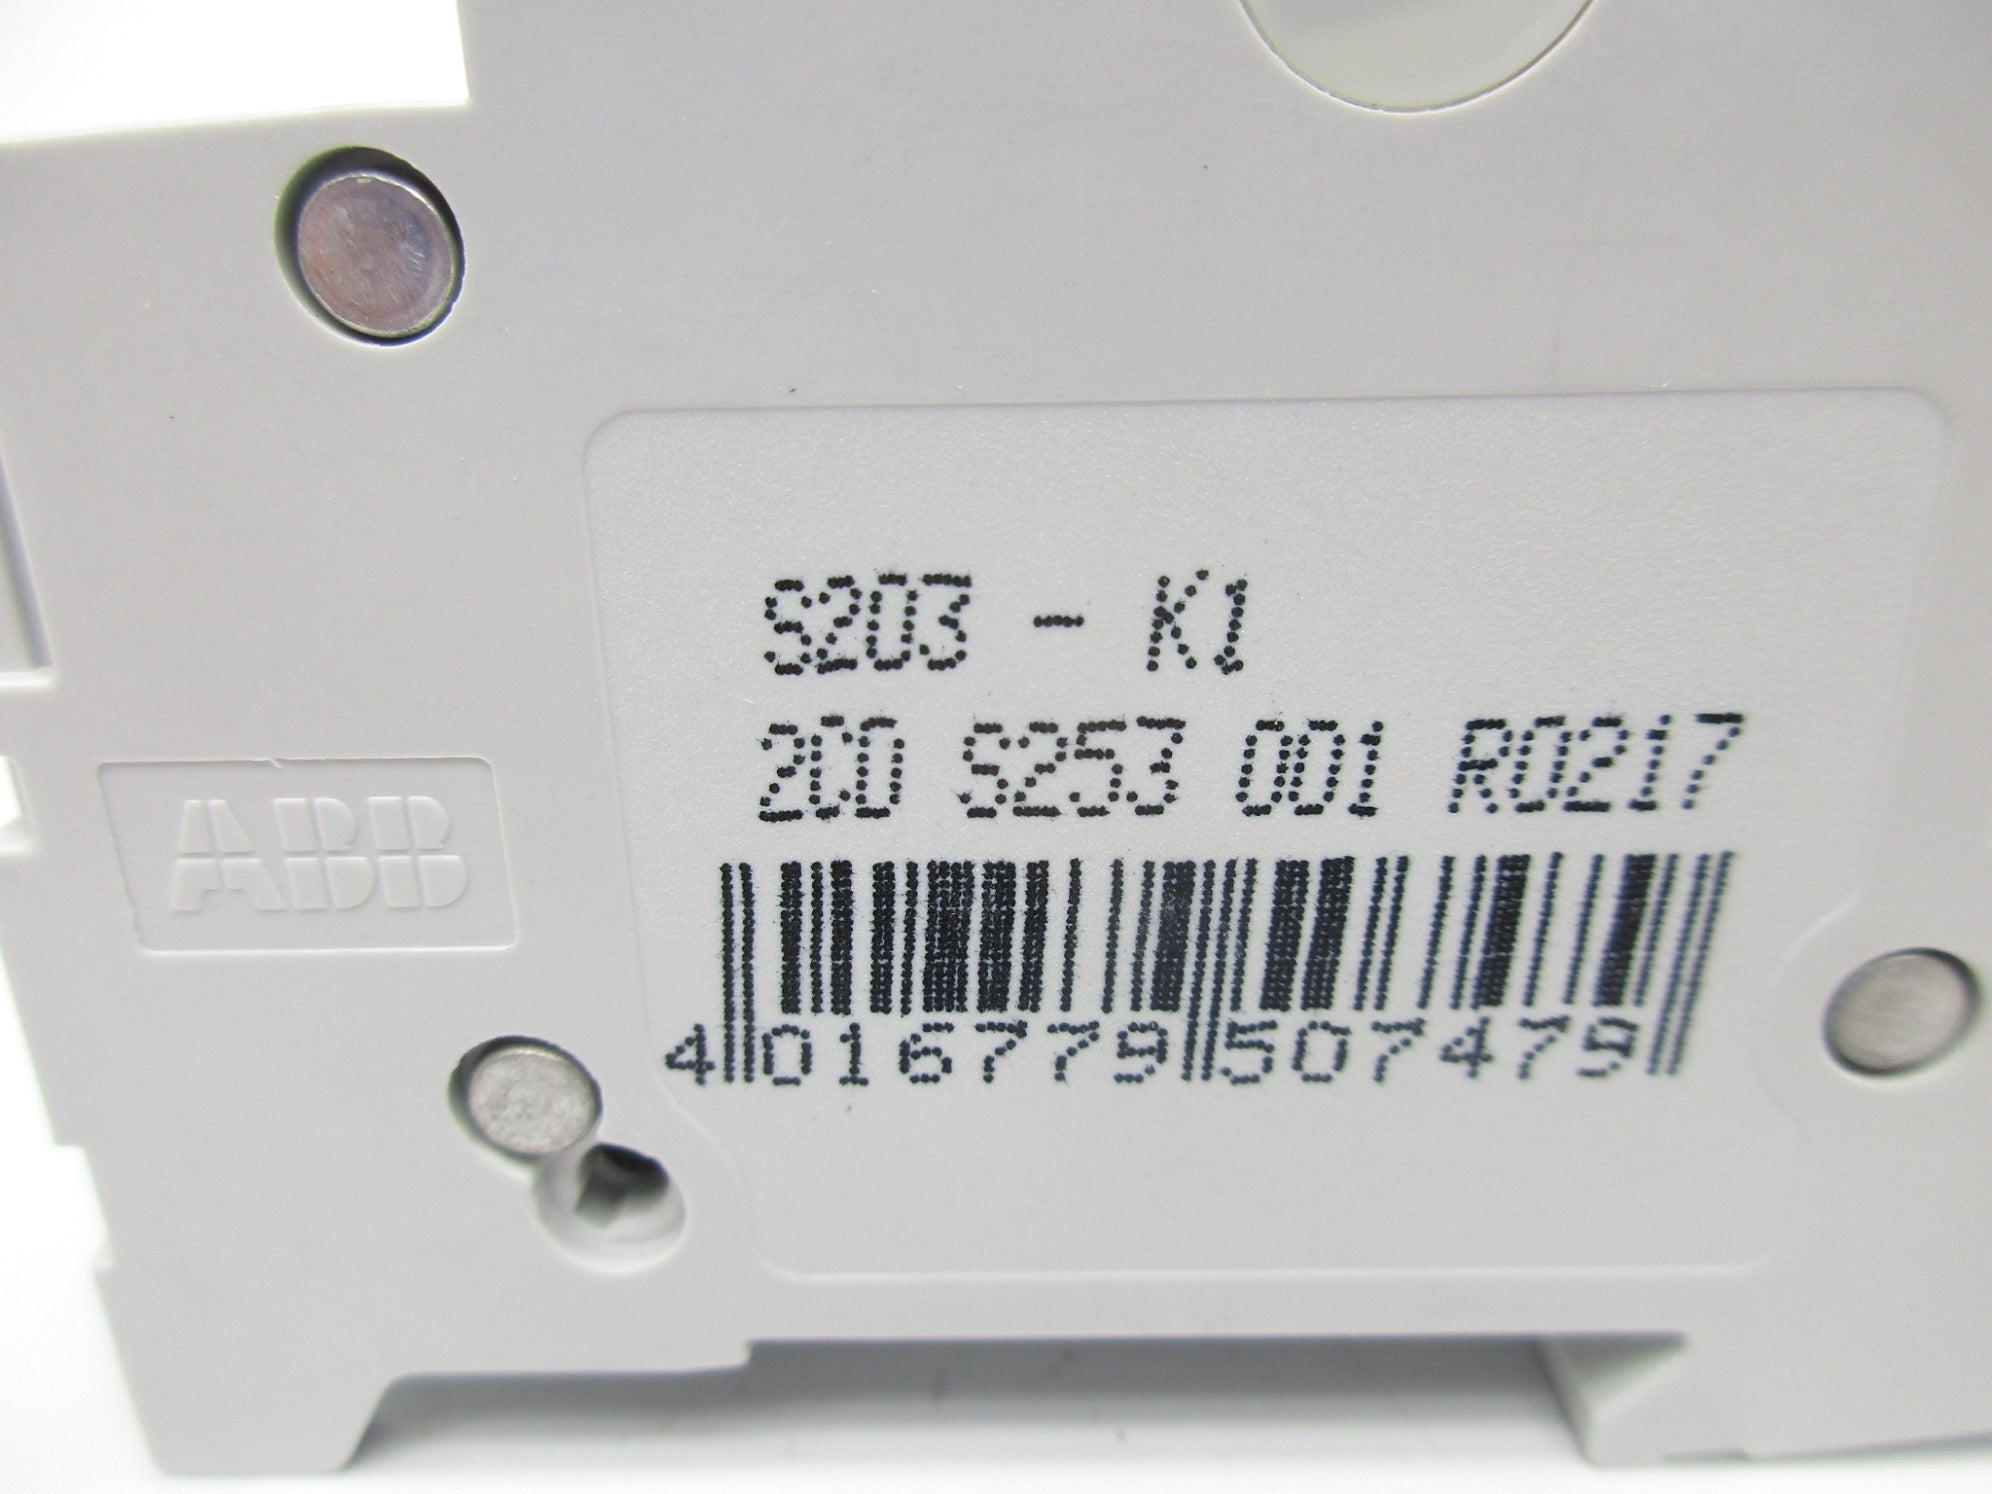 S203 - K1
2CD S253 001 R0217
ABB
4 016779 507479